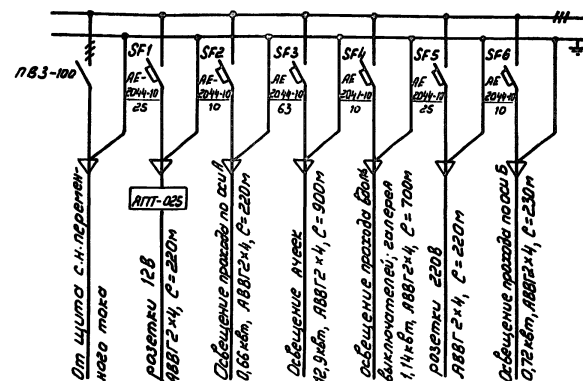 ПВЗ-100
SF1
АЕ-
2044-10
25
SF2
АЕ-
2044-10
10
SF3
АЕ
2044-10
63
SF4
АЕ
2041-10
10
SF5
АЕ
2044-10
25
SF6
АЕ
2044-10
10
АПТ-025
От щита с.н. перемен-
ного тока
розетки 12В
АВВГ2×4, ℓ=220м
Освещение прохода по оси А
0,66квт, АВВГ2×4, ℓ=220м
Освещение ячеек
12,9квт, АВВГ2×4, ℓ=900м
Освещение прохода вдоль
выключателей; галерея
1,14квт, АВВГ2×4, ℓ=700м
розетки 220в
АВВГ2×4, ℓ=220м
Освещение прохода по оси Б
0,72квт, АВВГ2×4, ℓ=230м